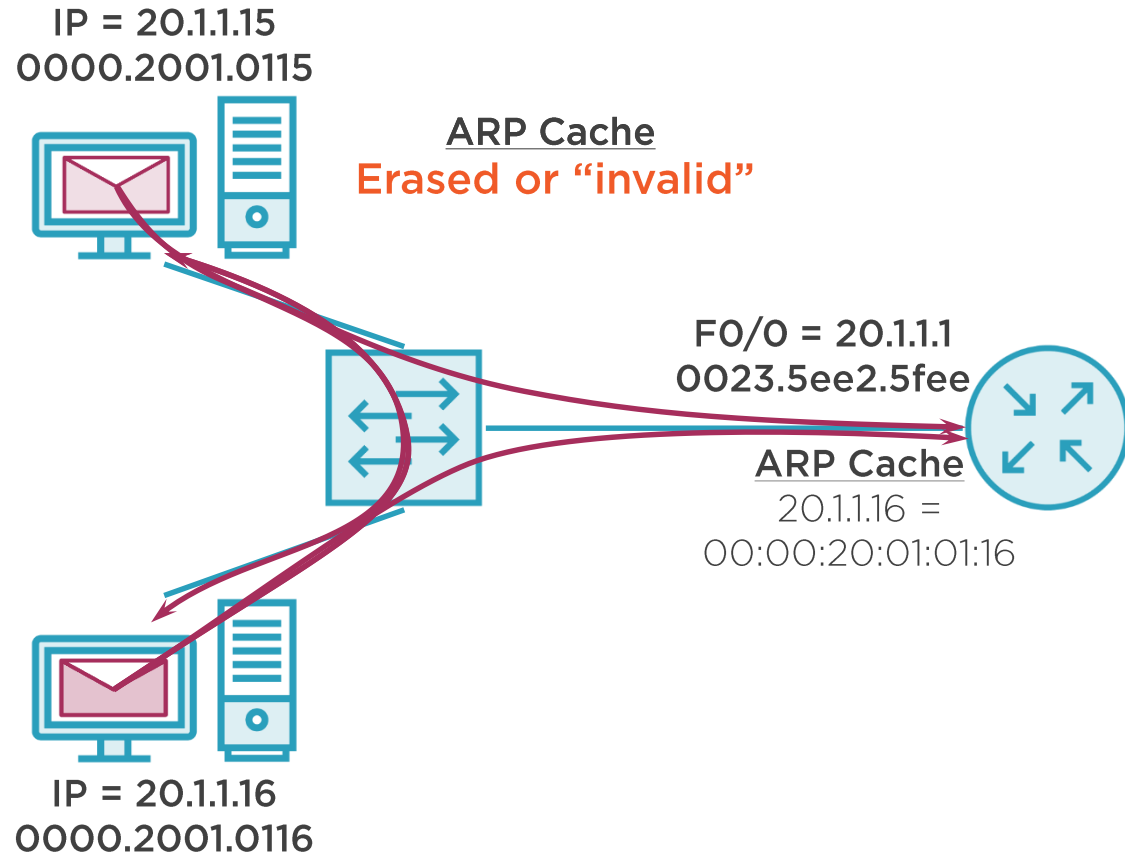 IP = 20.1.1.15
0000.2001.0115
ARP Cache
Erased or “invalid”
F0/0 = 20.1.1.1
0023.5ee2.5fee
ARP Cache
20.1.1.16 =
00:00:20:01:01:16
IP = 20.1.1.16
0000.2001.0116